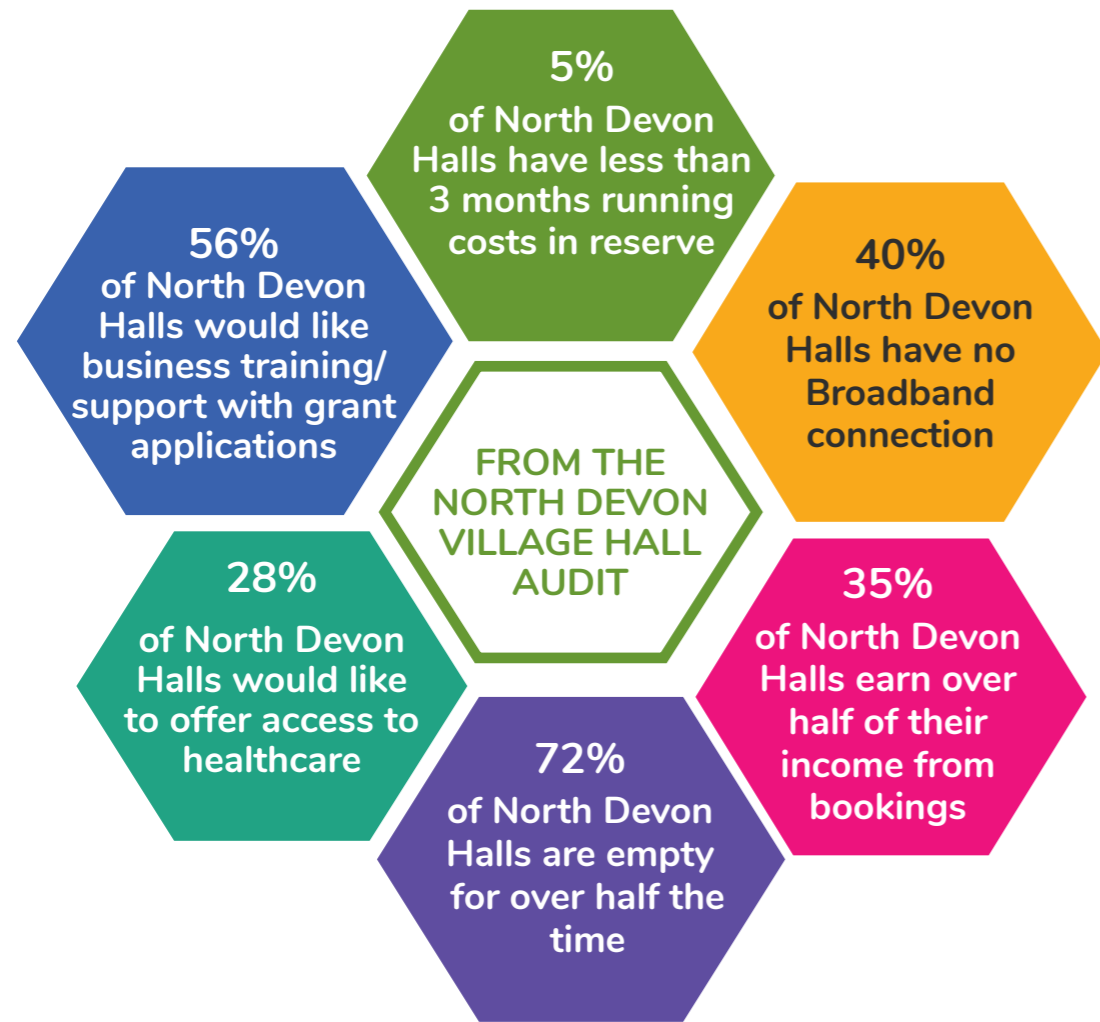 5%
of North Devon
Halls have less than
3 months running
costs in reserve
56%
of North Devon
Halls would like
business training/
support with grant
applications
40%
of North Devon
Halls have no
Broadband
connection
FROM THE
NORTH DEVON
VILLAGE HALL
AUDIT
28%
of North Devon
Halls would like
to offer access to
healthcare
35%
of North Devon
Halls earn over
half of their
income from
bookings
72%
of North Devon
Halls are empty
for over half the
time